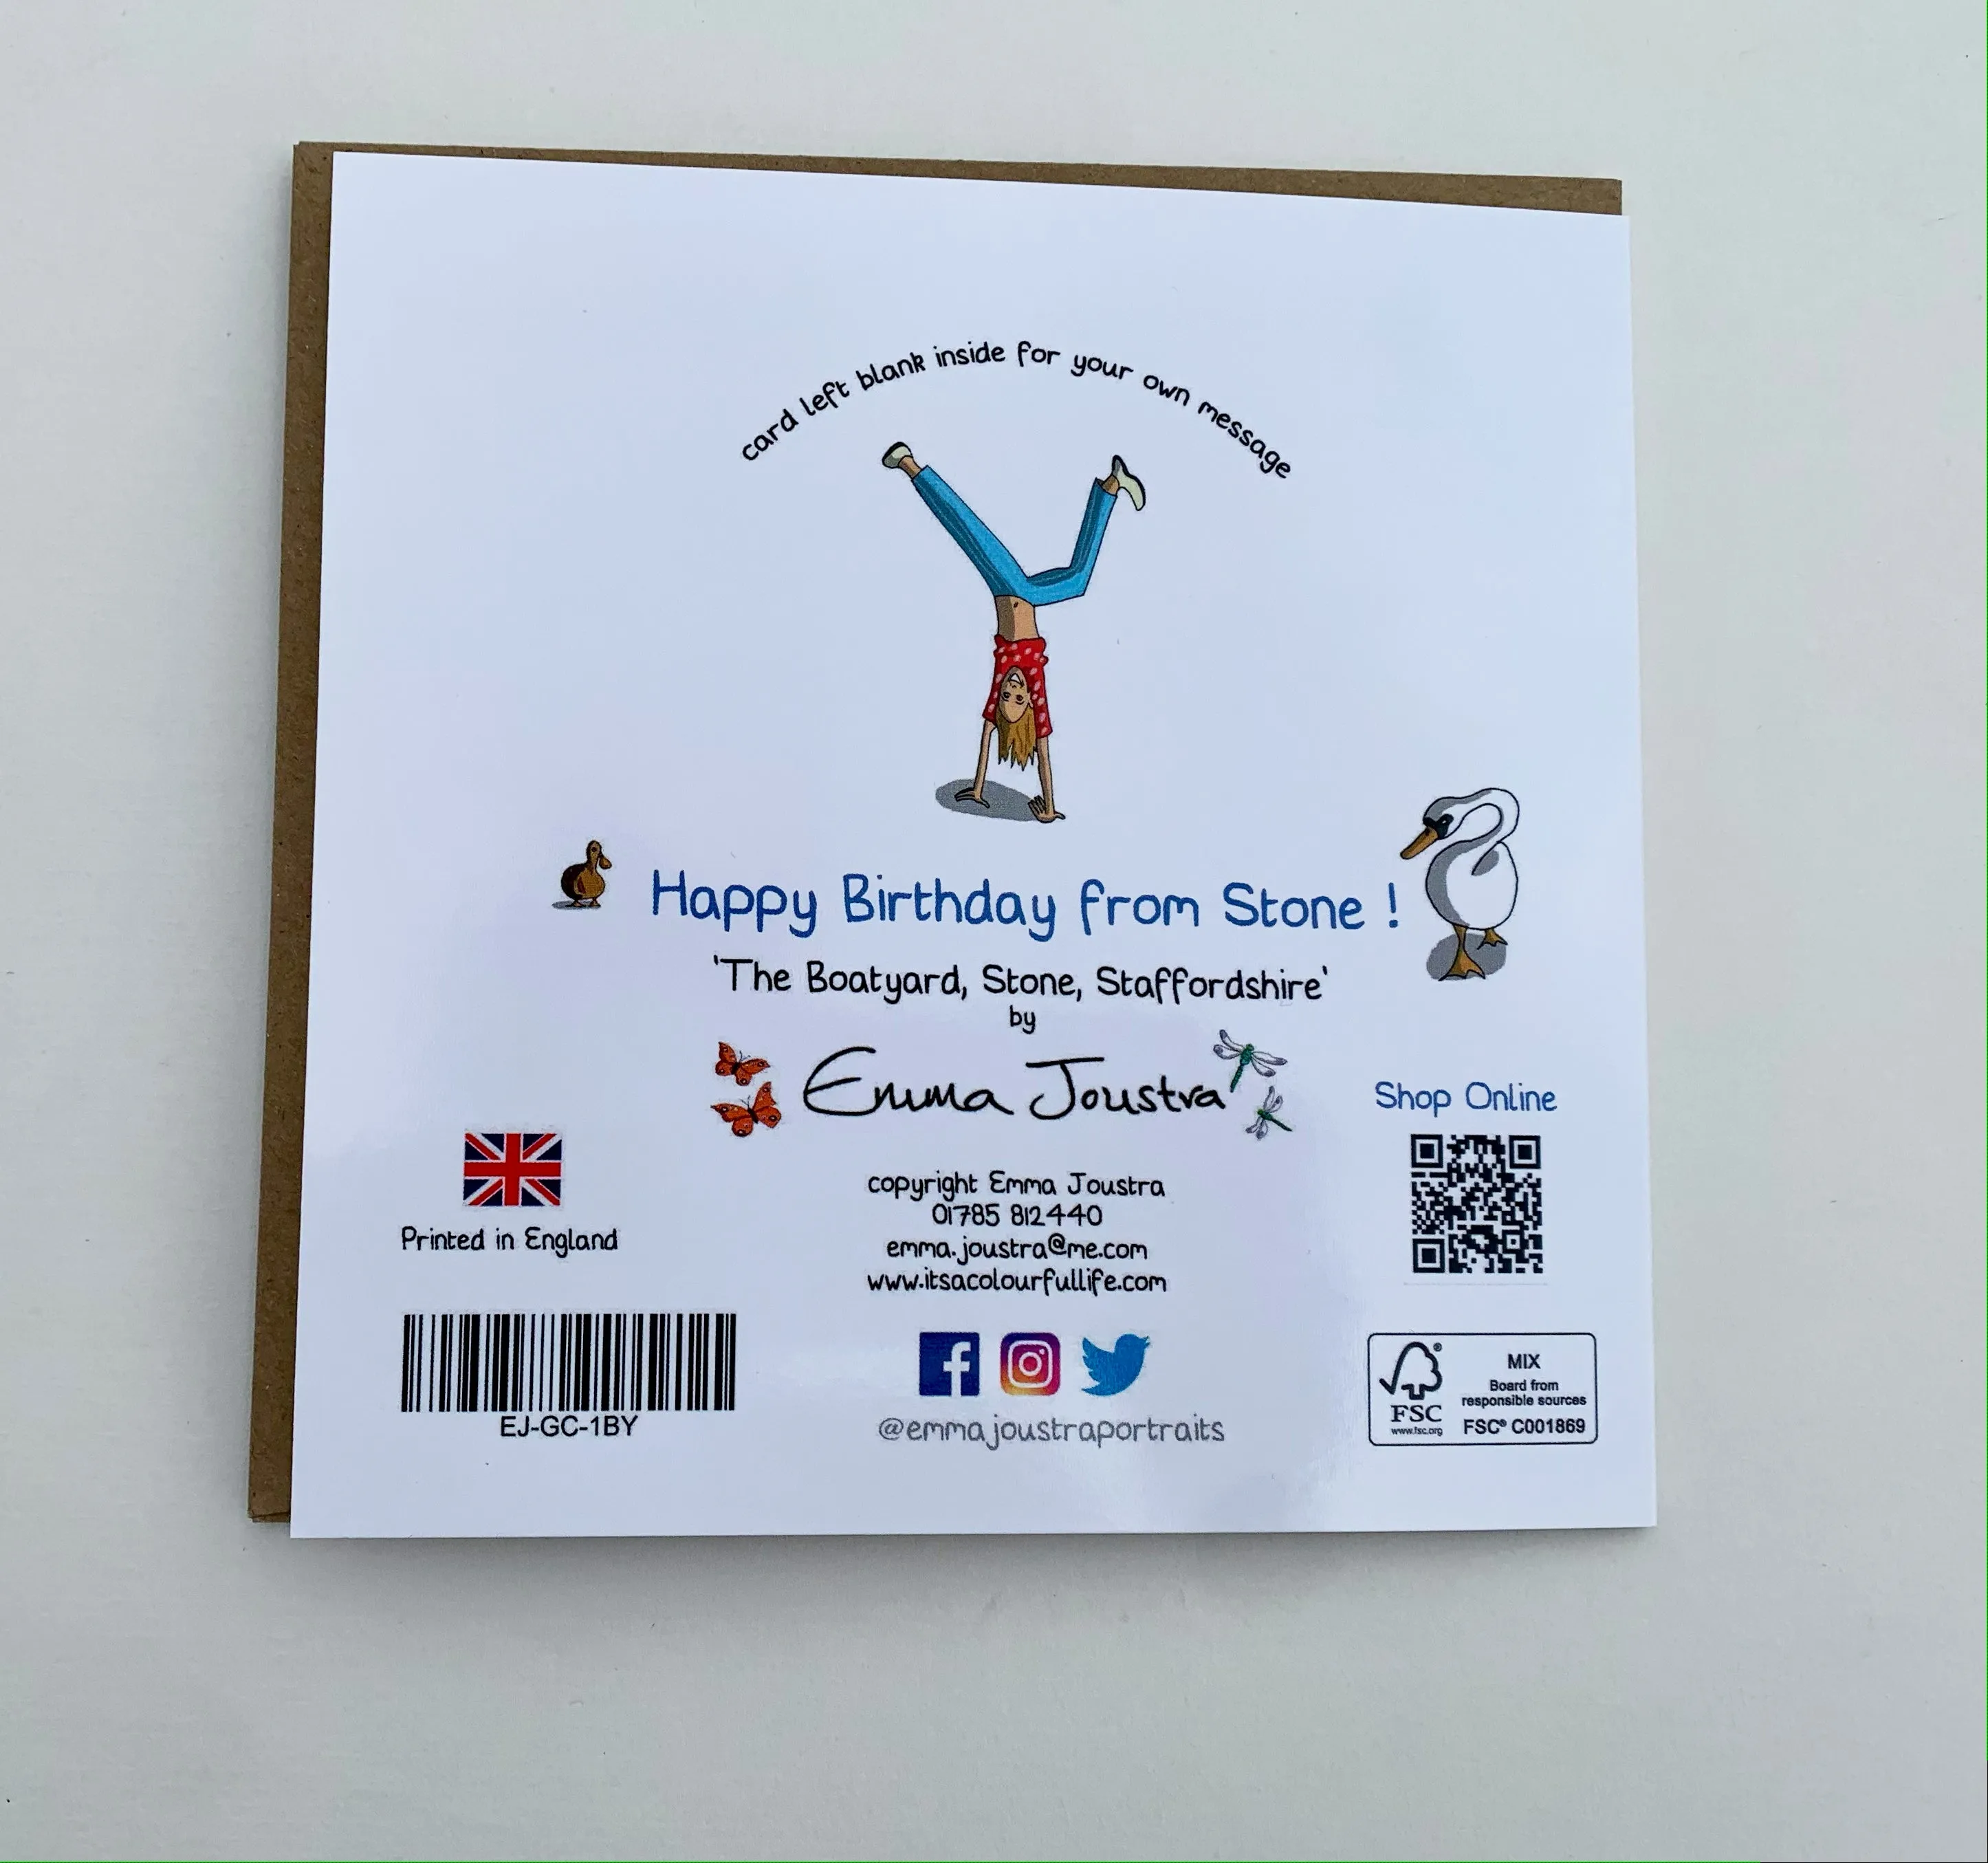 card left blank inside for your own message
Happy Birthday from Stone !
'The Boatyard, Stone, Staffordshire'
by
Emma Joustra
Shop Online
Printed in England
copyright Emma Joustra
01785 812440
emma.joustra@me.com
www.itsacolourfullife.com
EJ-GC-1BY
@emmajoustraportraits
FSC®
www.fsc.org
MIX
Board from
responsible sources
FSC® C001869